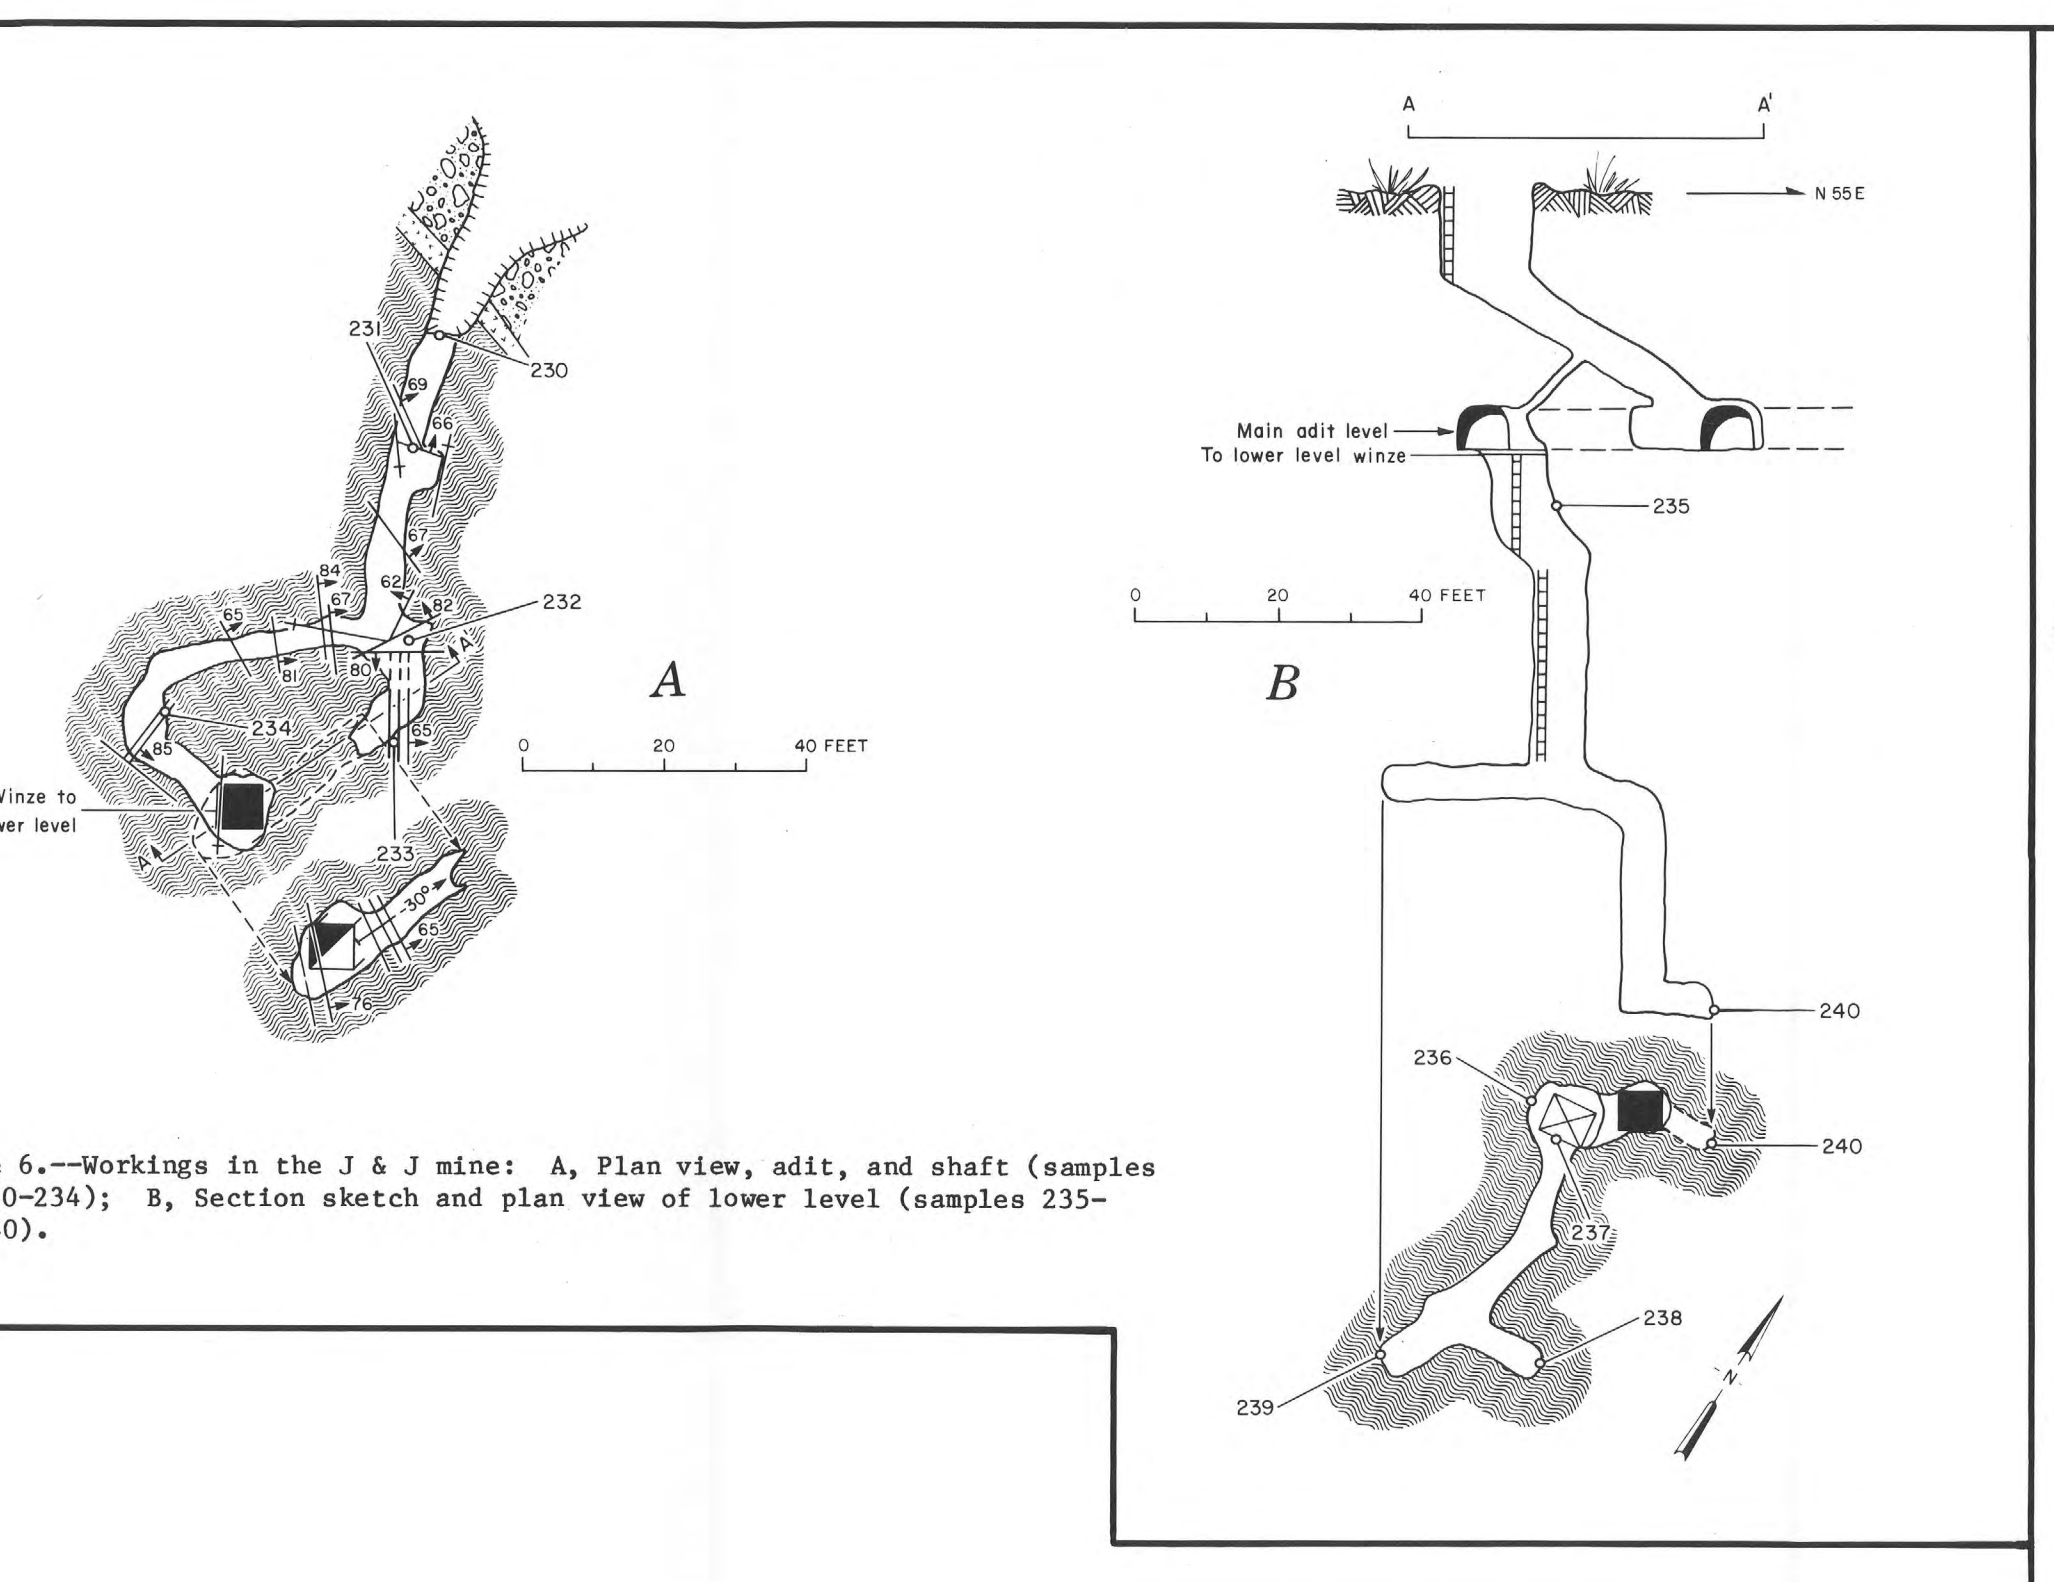 231
230
69
66
67
84
62
67
82
65
232
A'
81
80
234
65
85
A
0 20 40 FEET
Winze to
wer level
A
233
-30°
65
76
A A'
N 55 E
Main adit level
To lower level winze
235
0 20 40 FEET
B
240
236
240
237
238
N
239
6.--Workings in the J & J mine: A, Plan view, adit, and shaft (samples
0-234); B, Section sketch and plan view of lower level (samples 235-
0).